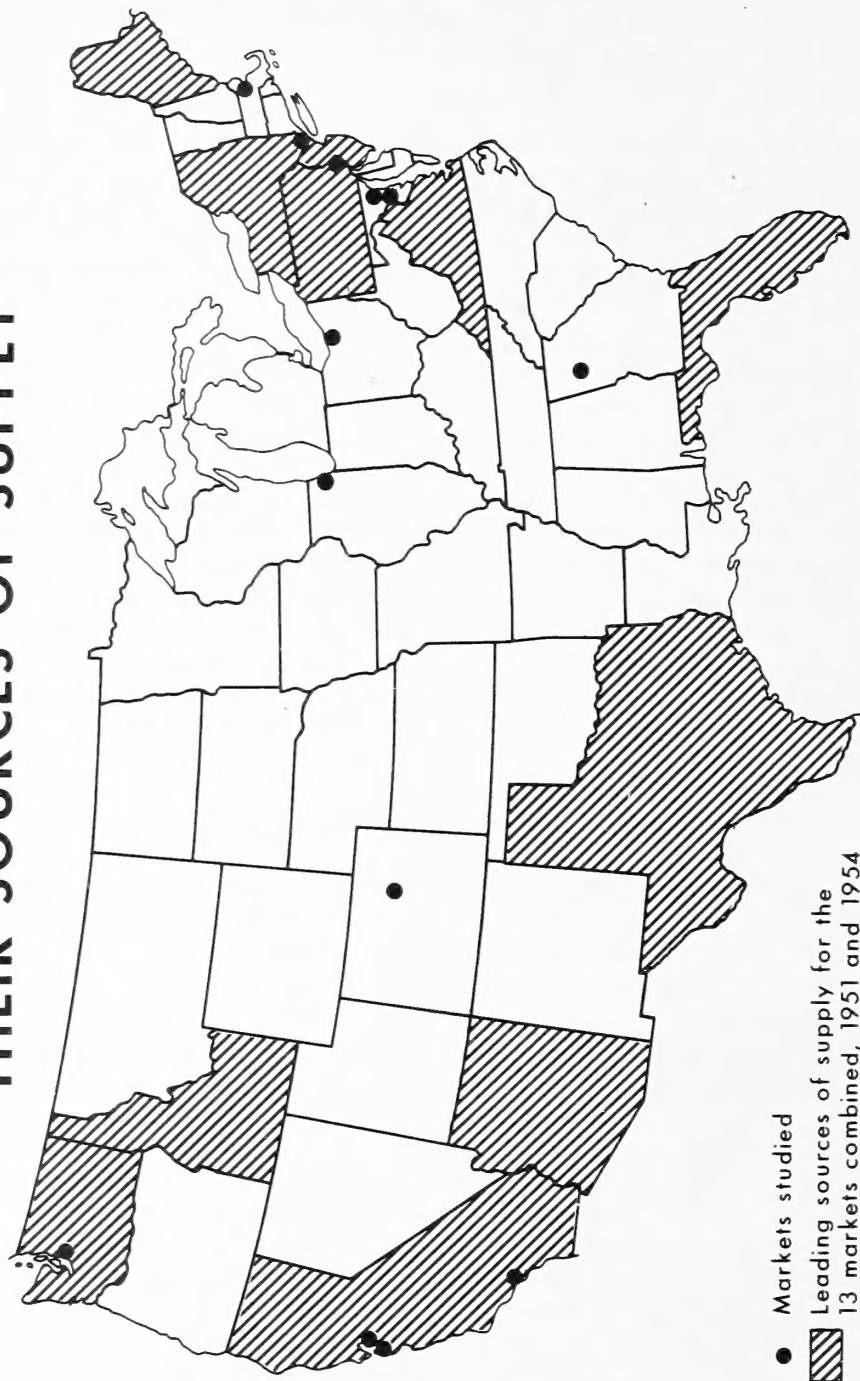 THEIR SOURCES OF SUPPLY
Markets studied
Leading sources of supply for the
13 markets combined, 1951 and 1954